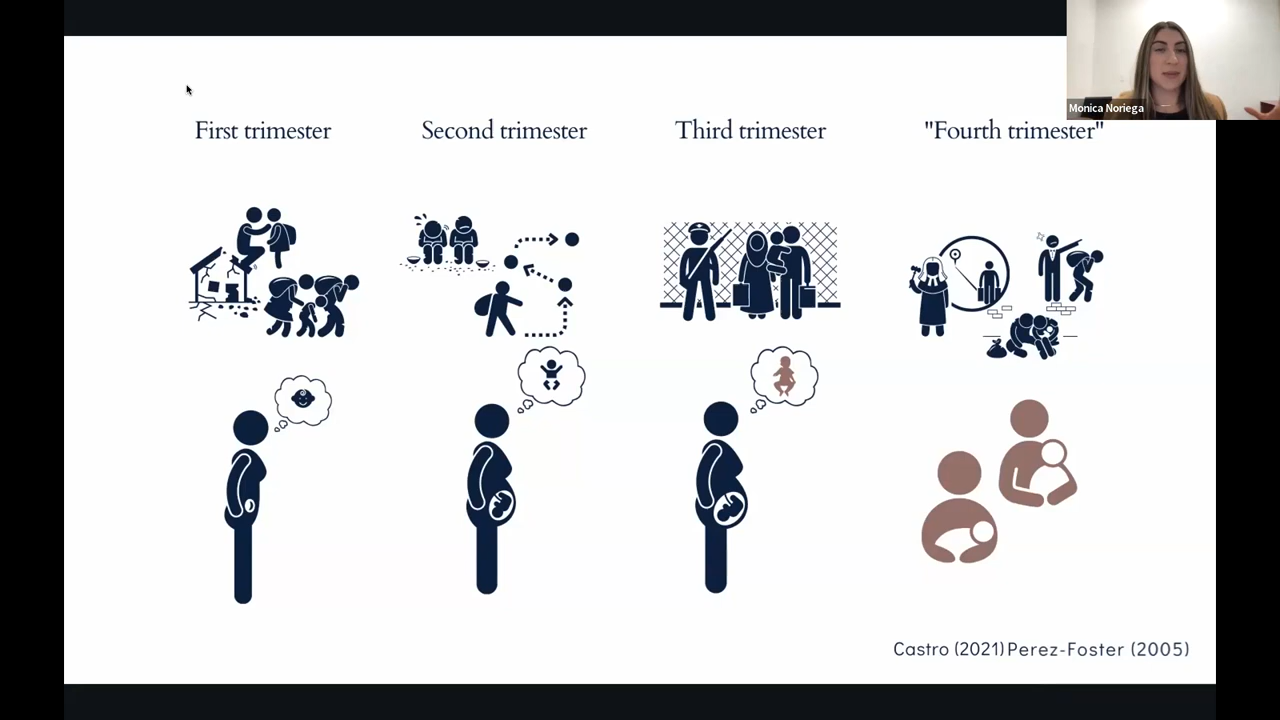 Monica Noriega
First trimester
Second trimester
Third trimester
"Fourth trimester"
Castro (2021) Perez-Foster (2005)